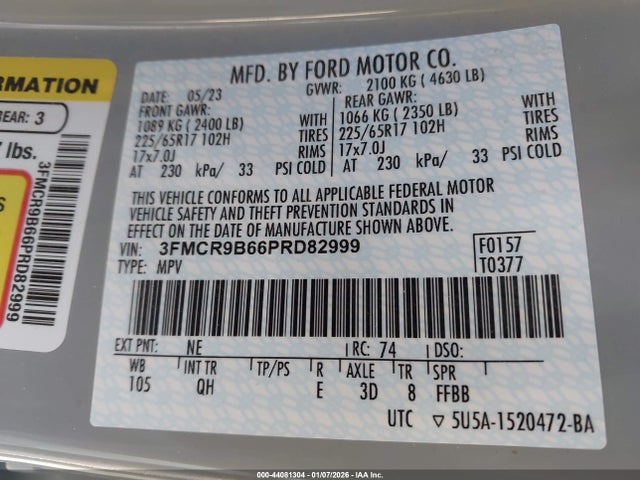 MFD. BY FORD MOTOR CO.
DATE: 05/23 GVWR: 2100 KG ( 4630 LB)
FRONT GAWR: REAR GAWR: WITH
1089 KG ( 2400 LB) WITH 1066 KG ( 2350 LB) TIRES
225/65R17 102H TIRES 225/65R17 102H RIMS
17x7.0J RIMS 17x7.0J
AT 230 kPa/ 33 PSI COLD AT 230 kPa/ 33 PSI COLD
THIS VEHICLE CONFORMS TO ALL APPLICABLE FEDERAL MOTOR
VEHICLE SAFETY AND THEFT PREVENTION STANDARDS IN
EFFECT ON THE DATE OF MANUFACTURE SHOWN ABOVE.
VIN: 3FMCR9B66PRD82999 F0157
TYPE: MPV T0377
EXT PNT: NE RC: 74 DSO:
WB INT TR TP/PS R AXLE TR SPR
105 QH E 3D 8 FFBB
UTC ▽ 5U5A-1520472-BA
ORMATION
REAR: 3
lbs.
3FMCR9B66PRD82999
000-44081304 | 01/07/2026 - IAA Inc.